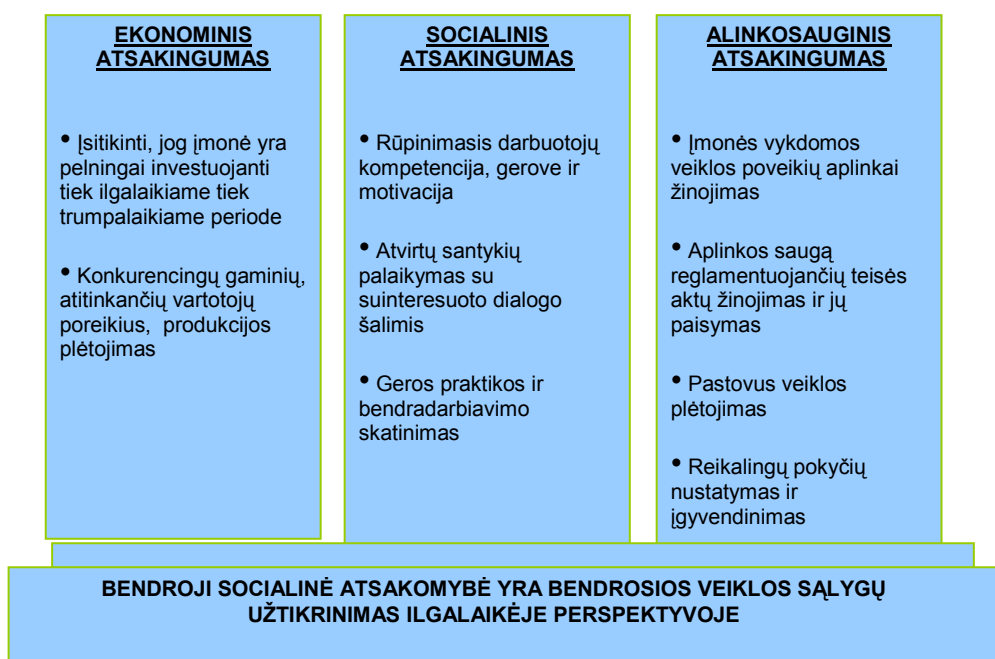 EKONOMINIS
ATSAKINGUMAS
• Įsitikinti, jog įmonė yra
pelningai investuojanti
tiek ilgalaikiame tiek
trumpalaikiame periode
• Konkurencingų gaminių,
atitinkančių vartotojų
poreikius, produkcijos
plėtojimas
SOCIALINIS
ATSAKINGUMAS
• Rūpinimasis darbuotojų
kompetencija, gerove ir
motivacija
• Atvirtų santykių
palaikymas su
suinteresuoto dialogo
šalimis
• Geros praktikos ir
bendradarbiavimo
skatinimas
ALINKOSAUGINIS
ATSAKINGUMAS
• Įmonės vykdomos
veiklos poveikių aplinkai
žinojimas
• Aplinkos saugą
reglamentuojančių teisės
aktų žinojimas ir jų
paisymas
• Pastovus veiklos
plėtojimas
• Reikalingų pokyčių
nustatymas ir
įgyvendinimas
BENDROJI SOCIALINĖ ATSAKOMYBĖ YRA BENDROSIOS VEIKLOS SĄLYGŲ
UŽTIKRINIMAS ILGALAIKĖJE PERSPEKTYVOJE